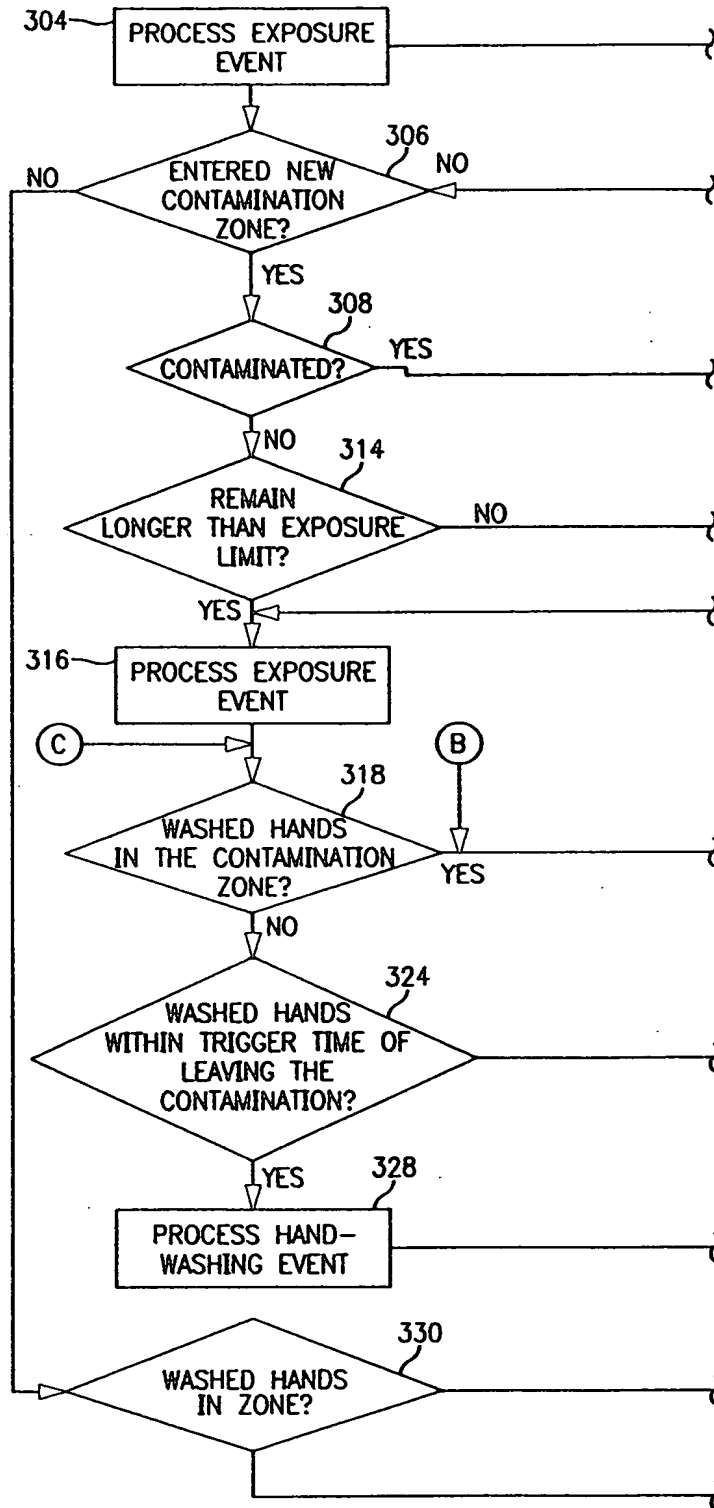 304
PROCESS EXPOSURE
EVENT
306
NO
NO
ENTERED NEW
CONTAMINATION
ZONE?
YES
308
YES
CONTAMINATED?
NO
314
REMAIN
LONGER THAN EXPOSURE
LIMIT?
NO
YES
316
PROCESS EXPOSURE
EVENT
C
B
318
WASHED HANDS
IN THE CONTAMINATION
ZONE?
YES
NO
324
WASHED HANDS
WITHIN TRIGGER TIME OF
LEAVING THE
CONTAMINATION?
YES
328
PROCESS HAND-
WASHING EVENT
330
WASHED HANDS
IN ZONE?